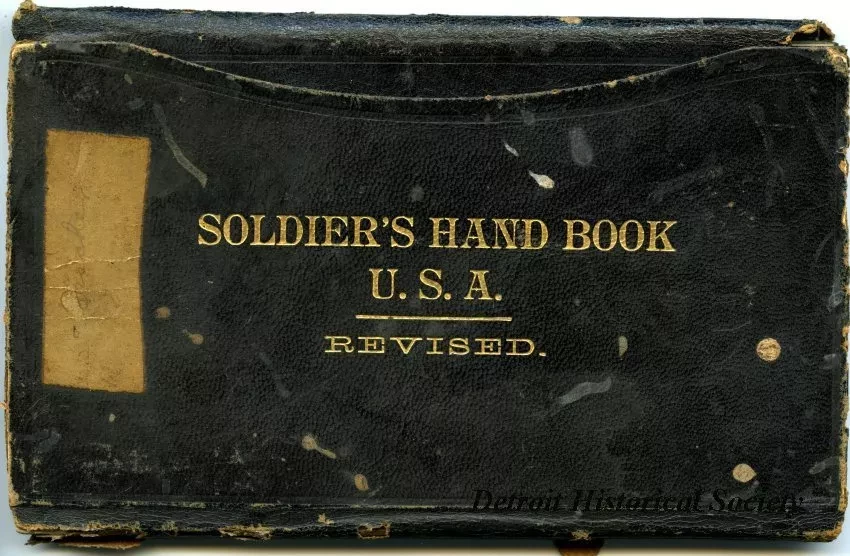 SOLDIER'S HAND BOOK
U. S. A.
REVISED.
Detroit Historical Society